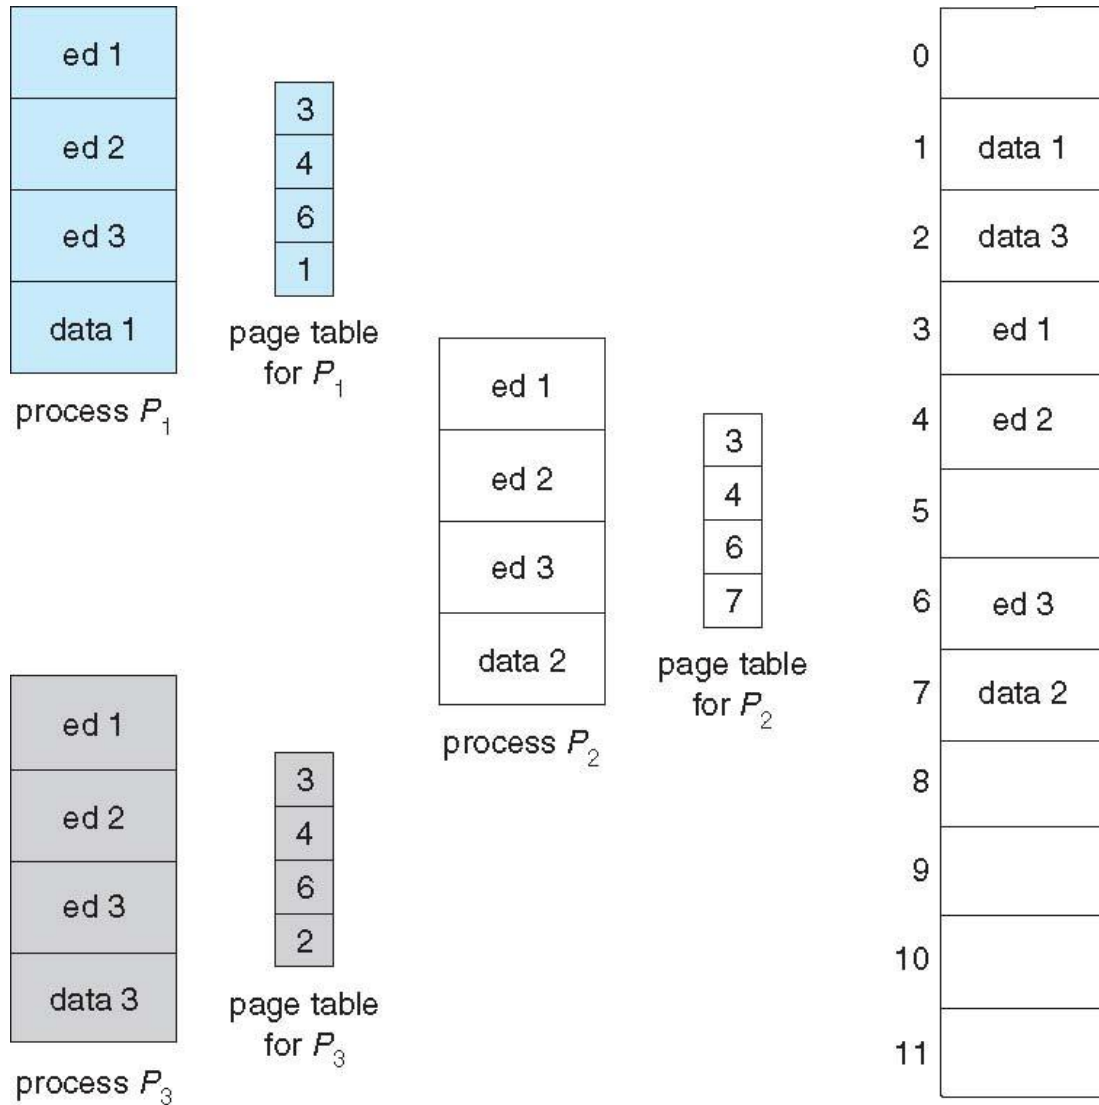 ed 1
ed 2
ed 3
data 1
process P1
3
4
6
1
page table
for P1
ed 1
ed 2
ed 3
data 2
process P2
3
4
6
7
page table
for P2
ed 1
ed 2
ed 3
data 3
process P3
3
4
6
2
page table
for P3
0
1 data 1
2 data 3
3 ed 1
4 ed 2
5
6 ed 3
7 data 2
8
9
10
11